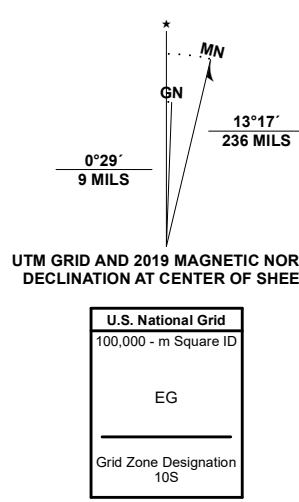 ★
MN
GN
13°17´
236 MILS
0°29´
9 MILS
UTM GRID AND 2019 MAGNETIC NOR
DECLINATION AT CENTER OF SHEE
U.S. National Grid
100,000 - m Square ID
EG
Grid Zone Designation
10S